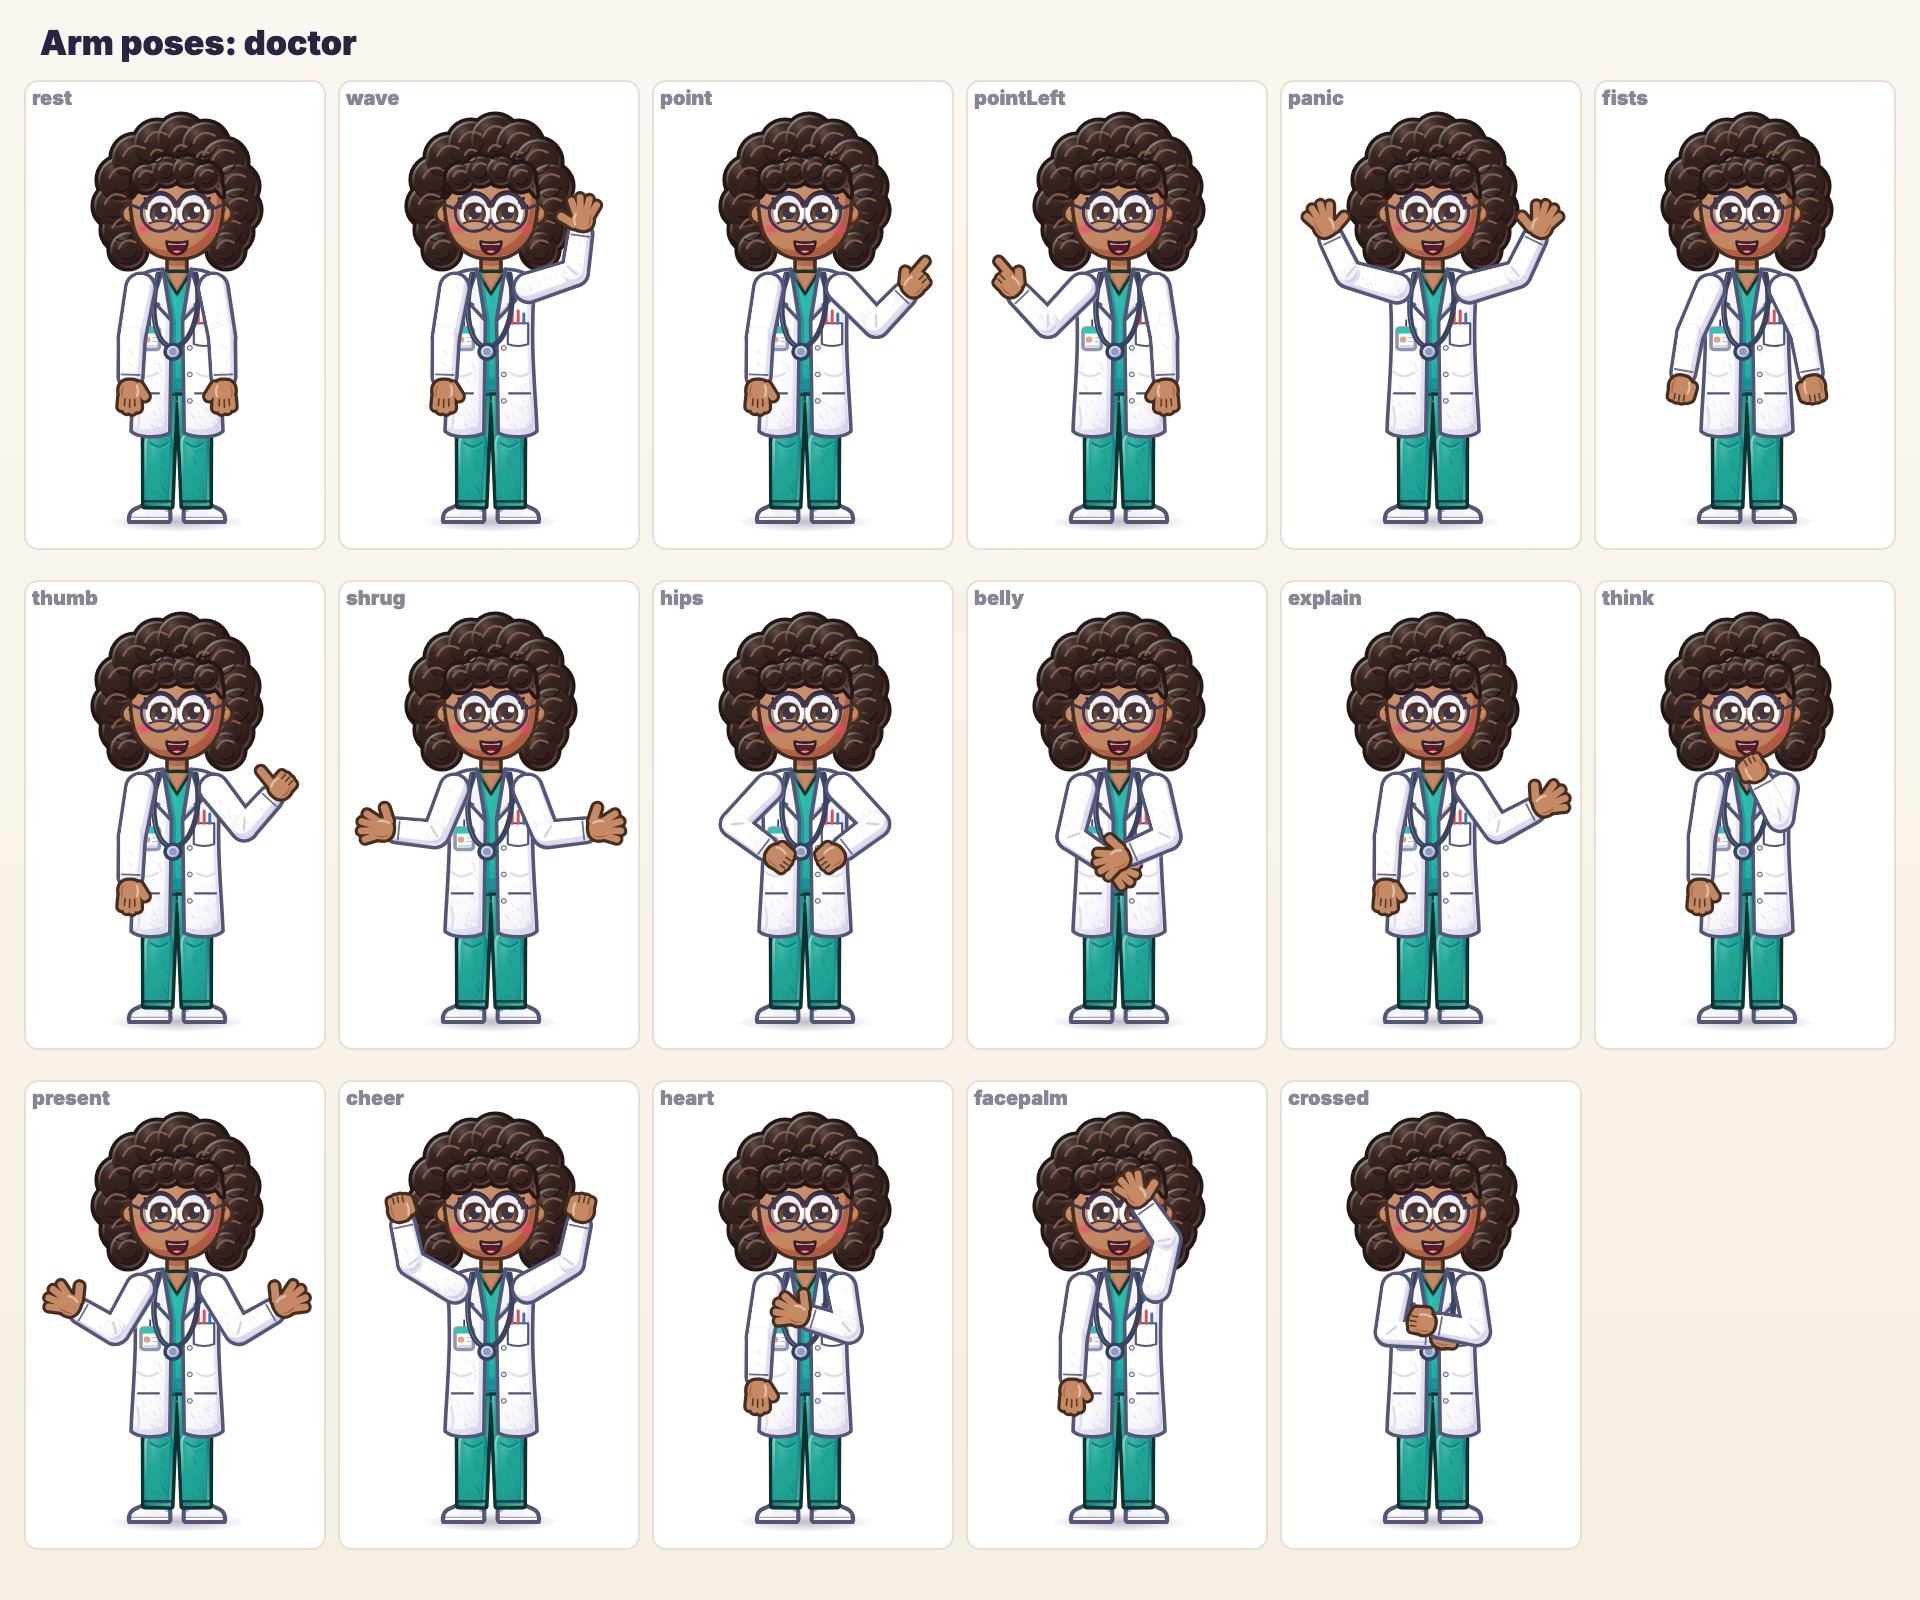 Arm poses: doctor
rest
wave
point
pointLeft
panic
fists
thumb
shrug
hips
belly
explain
think
present
cheer
heart
facepalm
crossed